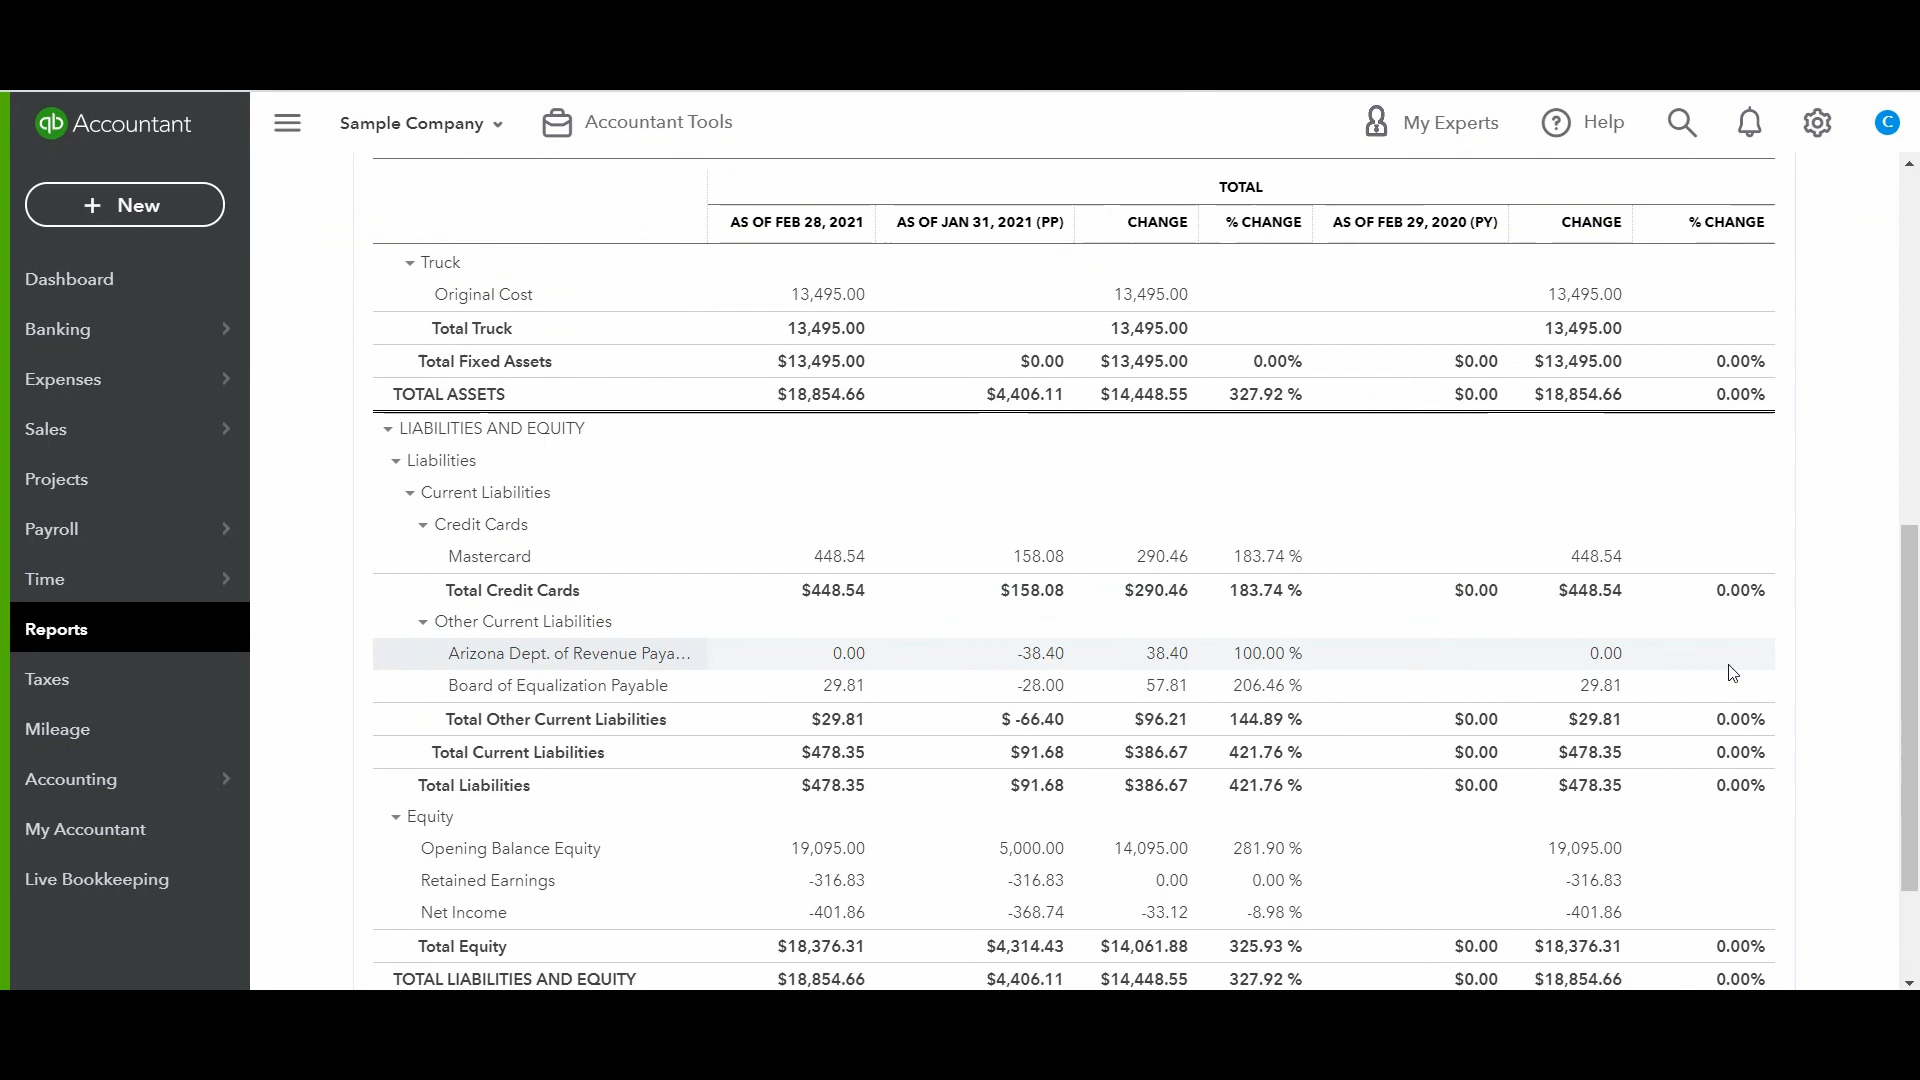 qb Accountant
Sample Company
Accountant Tools
My Experts
? Help
C
+ New
Dashboard
Banking
Expenses
Sales
Projects
Payroll
Time
Reports
Taxes
Mileage
Accounting
My Accountant
Live Bookkeeping
TOTAL
AS OF FEB 28, 2021 AS OF JAN 31, 2021 (PP) CHANGE % CHANGE AS OF FEB 29, 2020 (PY) CHANGE % CHANGE
Truck
Original Cost 13,495.00 13,495.00 13,495.00
Total Truck 13,495.00 13,495.00 13,495.00
Total Fixed Assets $13,495.00 $0.00 $13,495.00 0.00% $0.00 $13,495.00 0.00%
TOTAL ASSETS $18,854.66 $4,406.11 $14,448.55 327.92 % $0.00 $18,854.66 0.00%
LIABILITIES AND EQUITY
Liabilities
Current Liabilities
Credit Cards
Mastercard 448.54 158.08 290.46 183.74 % 448.54
Total Credit Cards $448.54 $158.08 $290.46 183.74 % $0.00 $448.54 0.00%
Other Current Liabilities
Arizona Dept. of Revenue Paya... 0.00 -38.40 38.40 100.00 % 0.00
Board of Equalization Payable 29.81 -28.00 57.81 206.46 % 29.81
Total Other Current Liabilities $29.81 $ -66.40 $96.21 144.89 % $0.00 $29.81 0.00%
Total Current Liabilities $478.35 $91.68 $386.67 421.76 % $0.00 $478.35 0.00%
Total Liabilities $478.35 $91.68 $386.67 421.76 % $0.00 $478.35 0.00%
Equity
Opening Balance Equity 19,095.00 5,000.00 14,095.00 281.90 % 19,095.00
Retained Earnings -316.83 -316.83 0.00 0.00 % -316.83
Net Income -401.86 -368.74 -33.12 -8.98 % -401.86
Total Equity $18,376.31 $4,314.43 $14,061.88 325.93 % $0.00 $18,376.31 0.00%
TOTAL LIABILITIES AND EQUITY $18,854.66 $4,406.11 $14,448.55 327.92 % $0.00 $18,854.66 0.00%